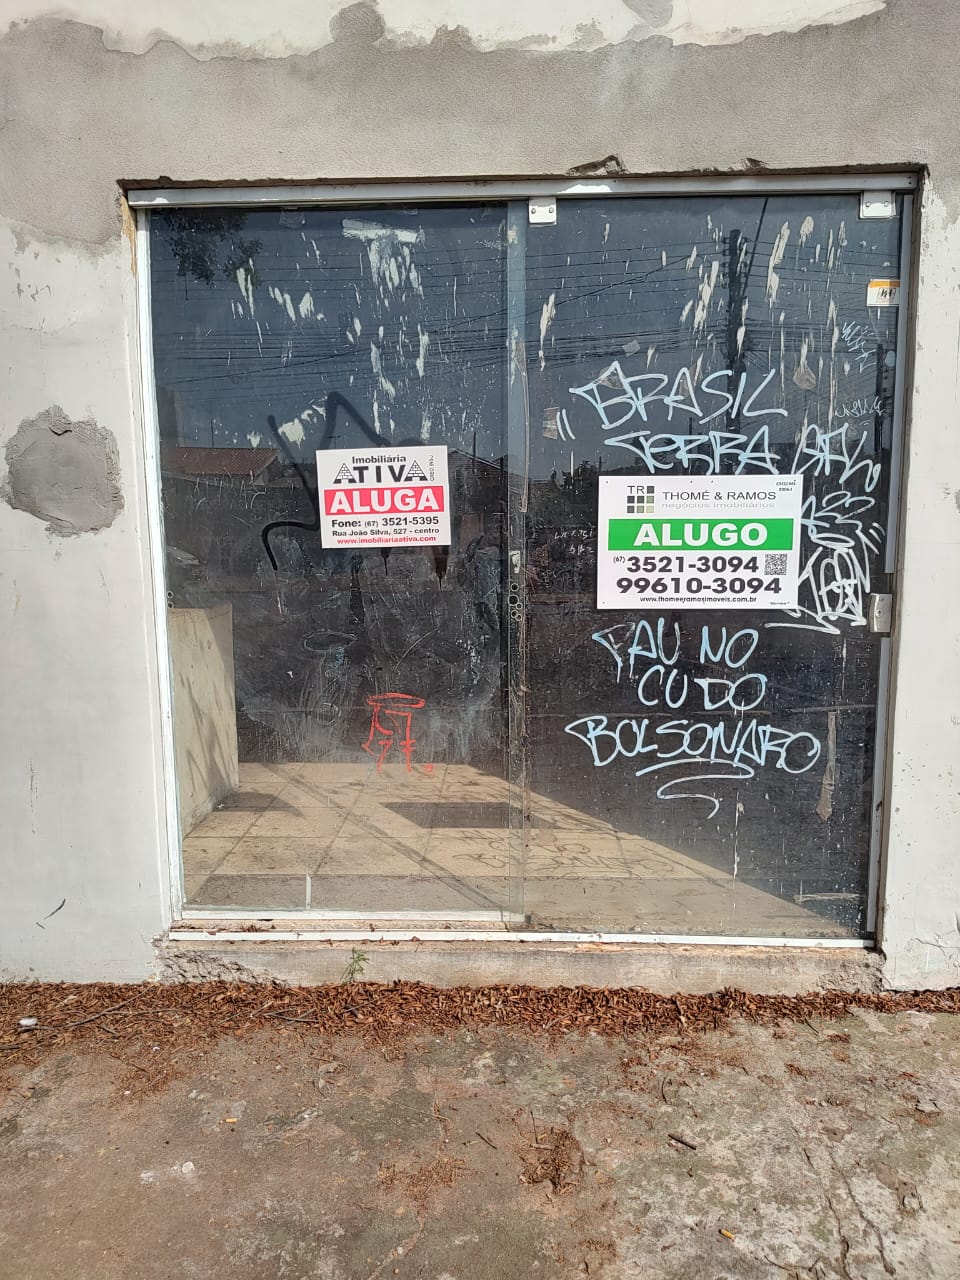 Imobiliária
ATIVA
ALUGA
Fone: (67) 3521-5395
Rua João Silva, 527 - centro
www.imobiliariaativa.com
BRASIL
TERRA
TR
THOMÉ & RAMOS
negócios imobiliários
ALUGO
(67) 3521-3094
99610-3094
www.thomeeramosimoveis.com.br
PAU NO
CU DO
BOLSONARO